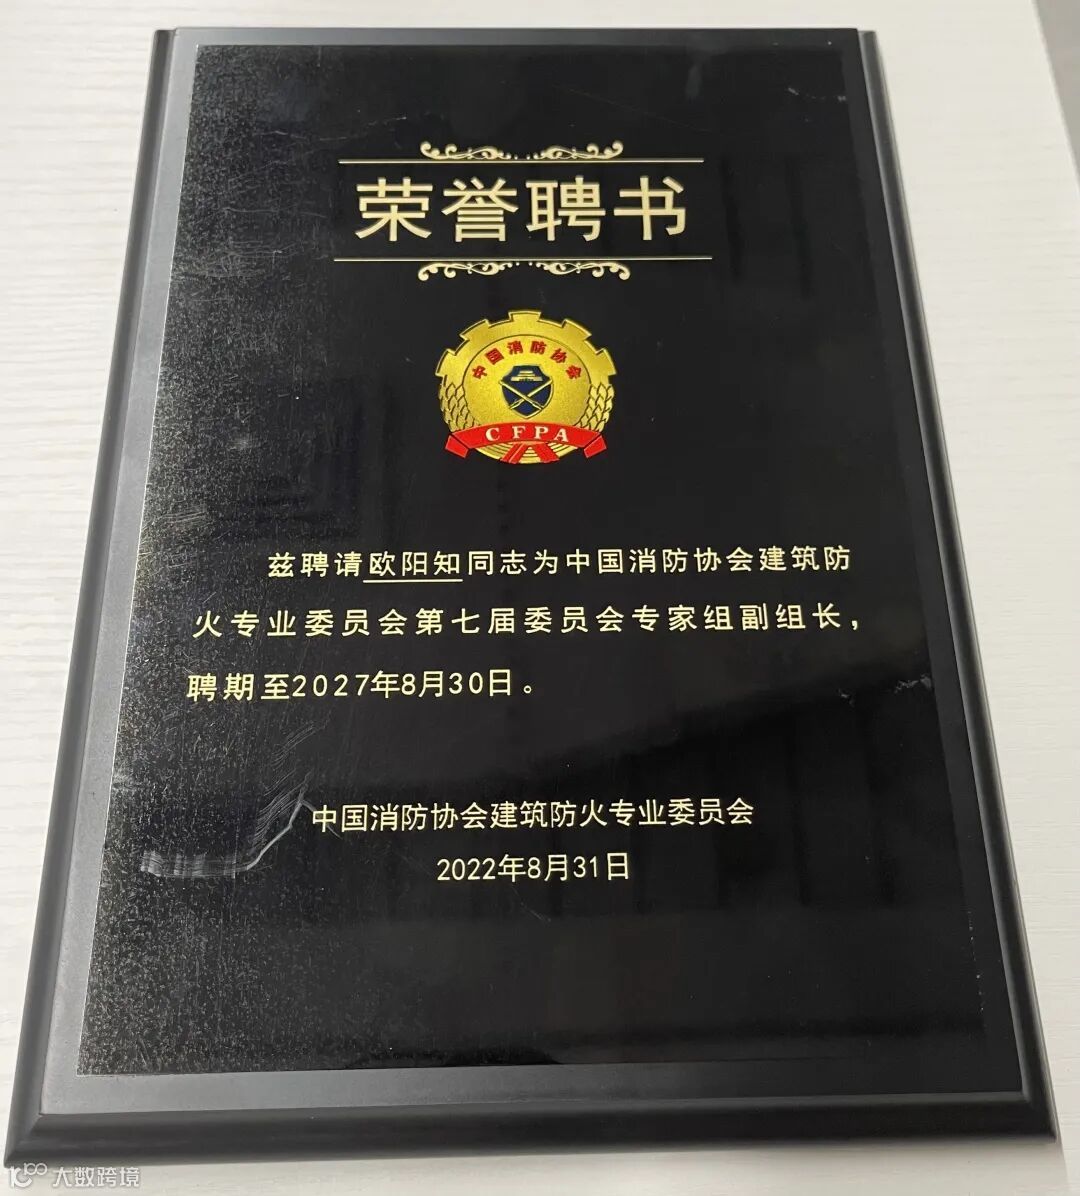 荣誉聘书
中国消防协会
CFPA
兹聘请欧阳知同志为中国消防协会建筑防
火专业委员会第七届委员会专家组副组长，
聘期至2027年8月30日。
中国消防协会建筑防火专业委员会
2022年8月31日
大数跨境